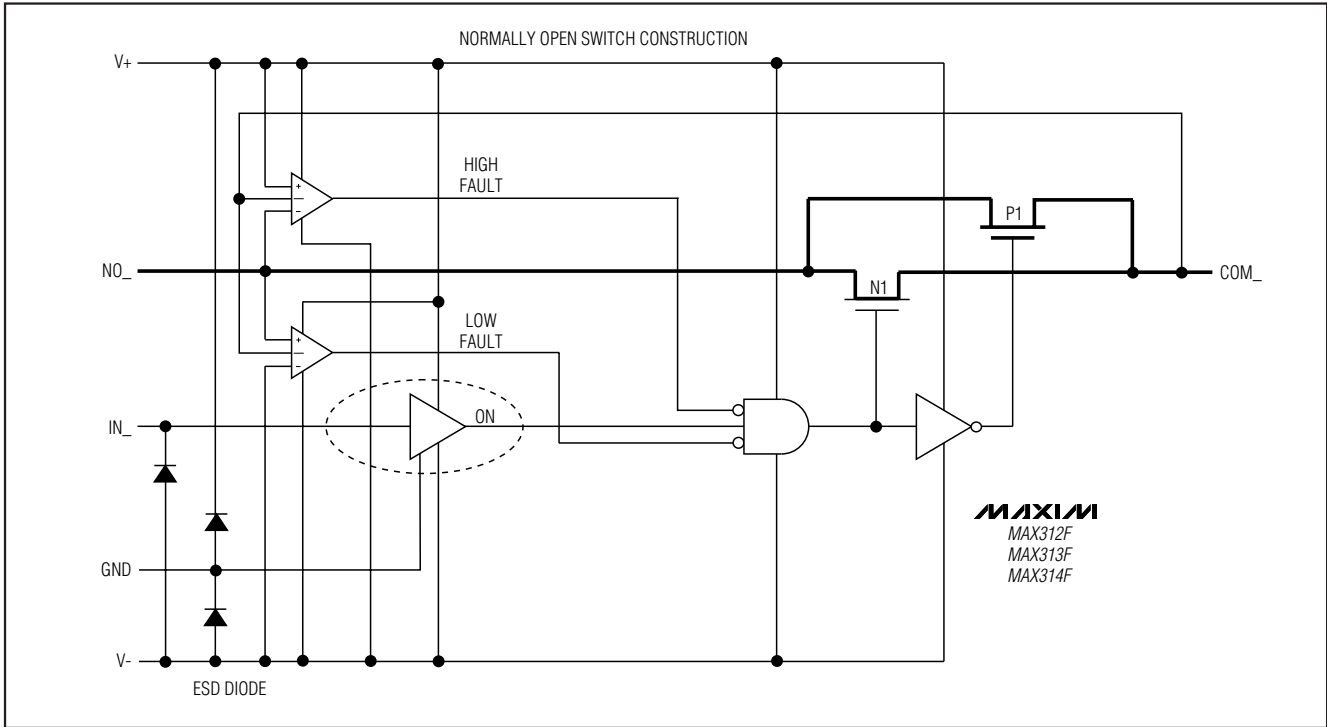 NORMALLY OPEN SWITCH CONSTRUCTION
V+
HIGH
FAULT
+
–
-
P1
NO_
COM_
N1
LOW
FAULT
+
–
-
ON
IN_
MAXIM
MAX312F
MAX313F
MAX314F
GND
V-
ESD DIODE